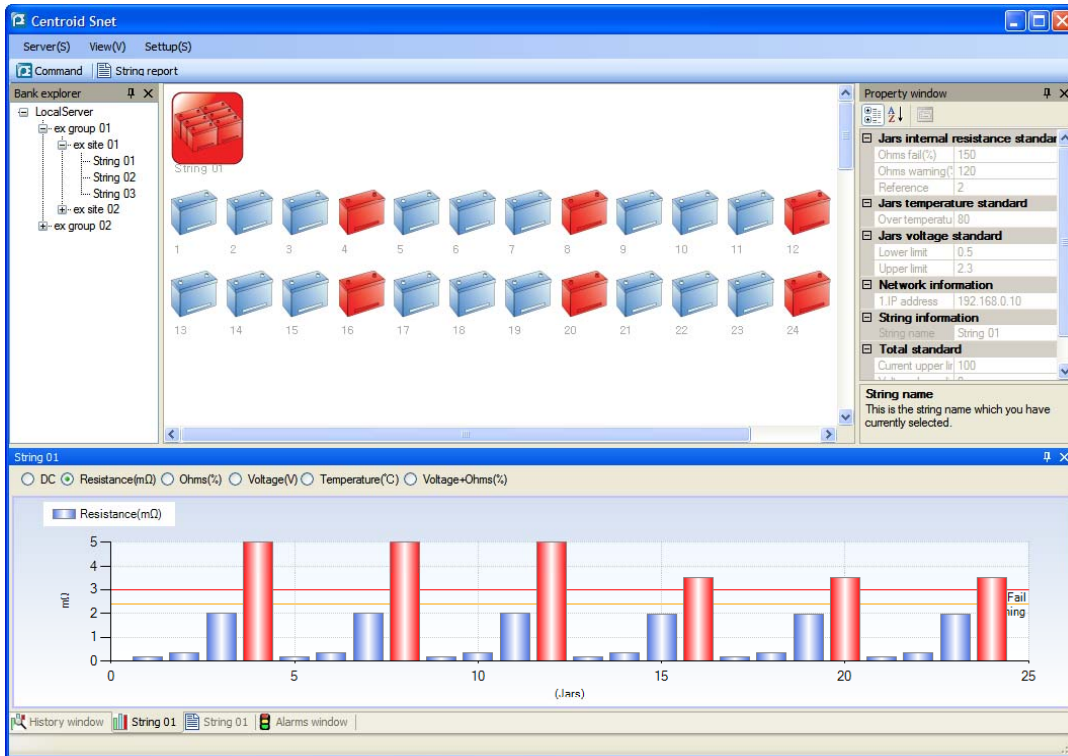 Centroid Snet
Server(S) View(V) Settup(S)
Command String report
Bank explorer
LocalServer
ex group 01
ex site 01
String 01
String 02
String 03
ex site 02
ex group 02
String 01
1 2 3 4 5 6 7 8 9 10 11 12
13 14 15 16 17 18 19 20 21 22 23 24
Property window
Jars internal resistance standar
Ohms fail(%) 150
Ohms warning(% 120
Reference 2
Jars temperature standard
Over temperatu 80
Jars voltage standard
Lower limit 0.5
Upper limit 2.3
Network information
1.IP address 192.168.0.10
String information
String name String 01
Total standard
Current upper lir 100
String name
This is the string name which you have
currently selected.
String 01
DC Resistance(mΩ) Ohms(%) Voltage(V) Temperature(℃) Voltage+Ohms(%)
Resistance(mΩ)
5
4
3
2
1
0
mΩ
Fail
ning
0 5 10 15 20 25
(Jars)
History window String 01 String 01 Alarms window